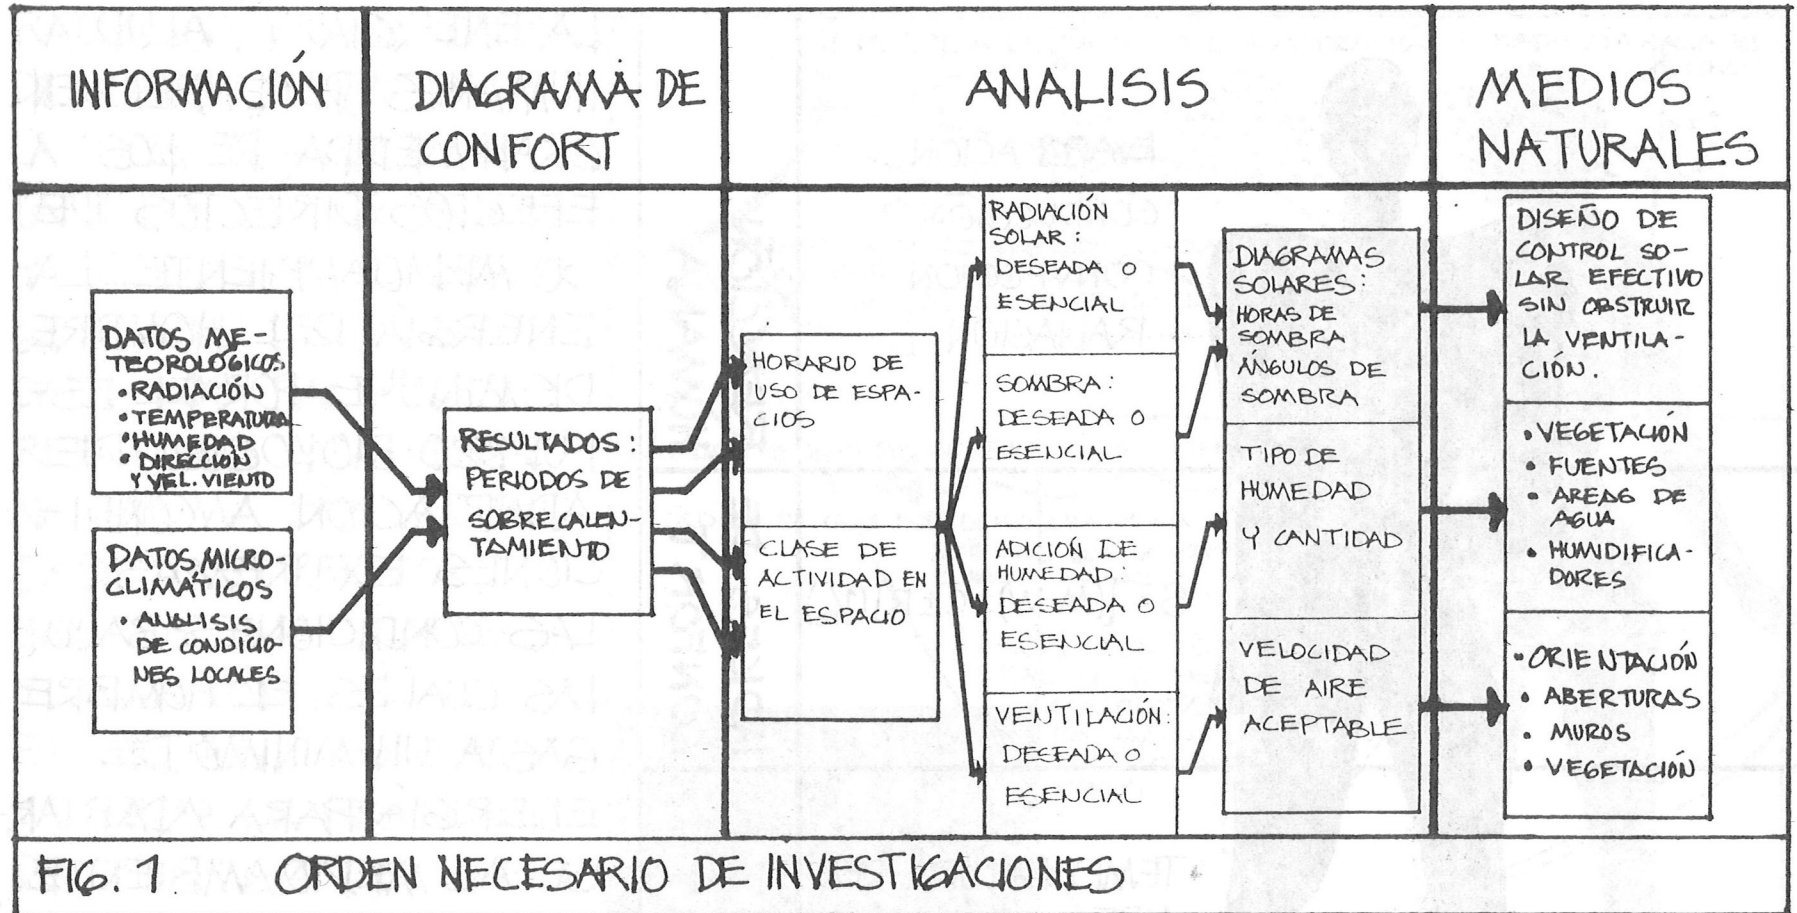 INFORMACIÓN
DIAGRAMA DE
CONFORT
ANALISIS
MEDIOS
NATURALES
DATOS ME-
TEOROLÓGICOS
• RADIACIÓN
• TEMPERATURA
• HUMEDAD
• DIRECCIÓN
Y VEL. VIENTO
DATOS MICRO-
CLIMÁTICOS
• ANALISIS
DE CONDICIO-
NES LOCALES
RESULTADOS
PERIODOS DE
SOBRECALEN-
TAMIENTO
HORARIO DE
USO DE ESPA-
CIOS
CLASE DE
ACTIVIDAD EN
EL ESPACIO
RADIACIÓN
SOLAR:
DESEADA O
ESENCIAL
SOMBRA:
DESEADA O
ESENCIAL
ADICIÓN DE
HUMEDAD:
DESEADA O
ESENCIAL
VENTILACIÓN:
DESEADA O
ESENCIAL
DIAGRAMAS
SOLARES:
HORAS DE
SOMBRA
ÁNGULOS DE
SOMBRA
TIPO DE
HUMEDAD
Y CANTIDAD
VELOCIDAD
DE AIRE
ACEPTABLE
DISEÑO DE
CONTROL SO-
LAR EFECTIVO
SIN OBSTRUIR
LA VENTILA-
CIÓN.
• VEGETACIÓN
• FUENTES
• AREAS DE
AGUA
• HUMIDIFICA-
DORES
• ORIENTACIÓN
• ABERTURAS
• MUROS
• VEGETACIÓN
FIG. 1. ORDEN NECESARIO DE INVESTIGACIONES